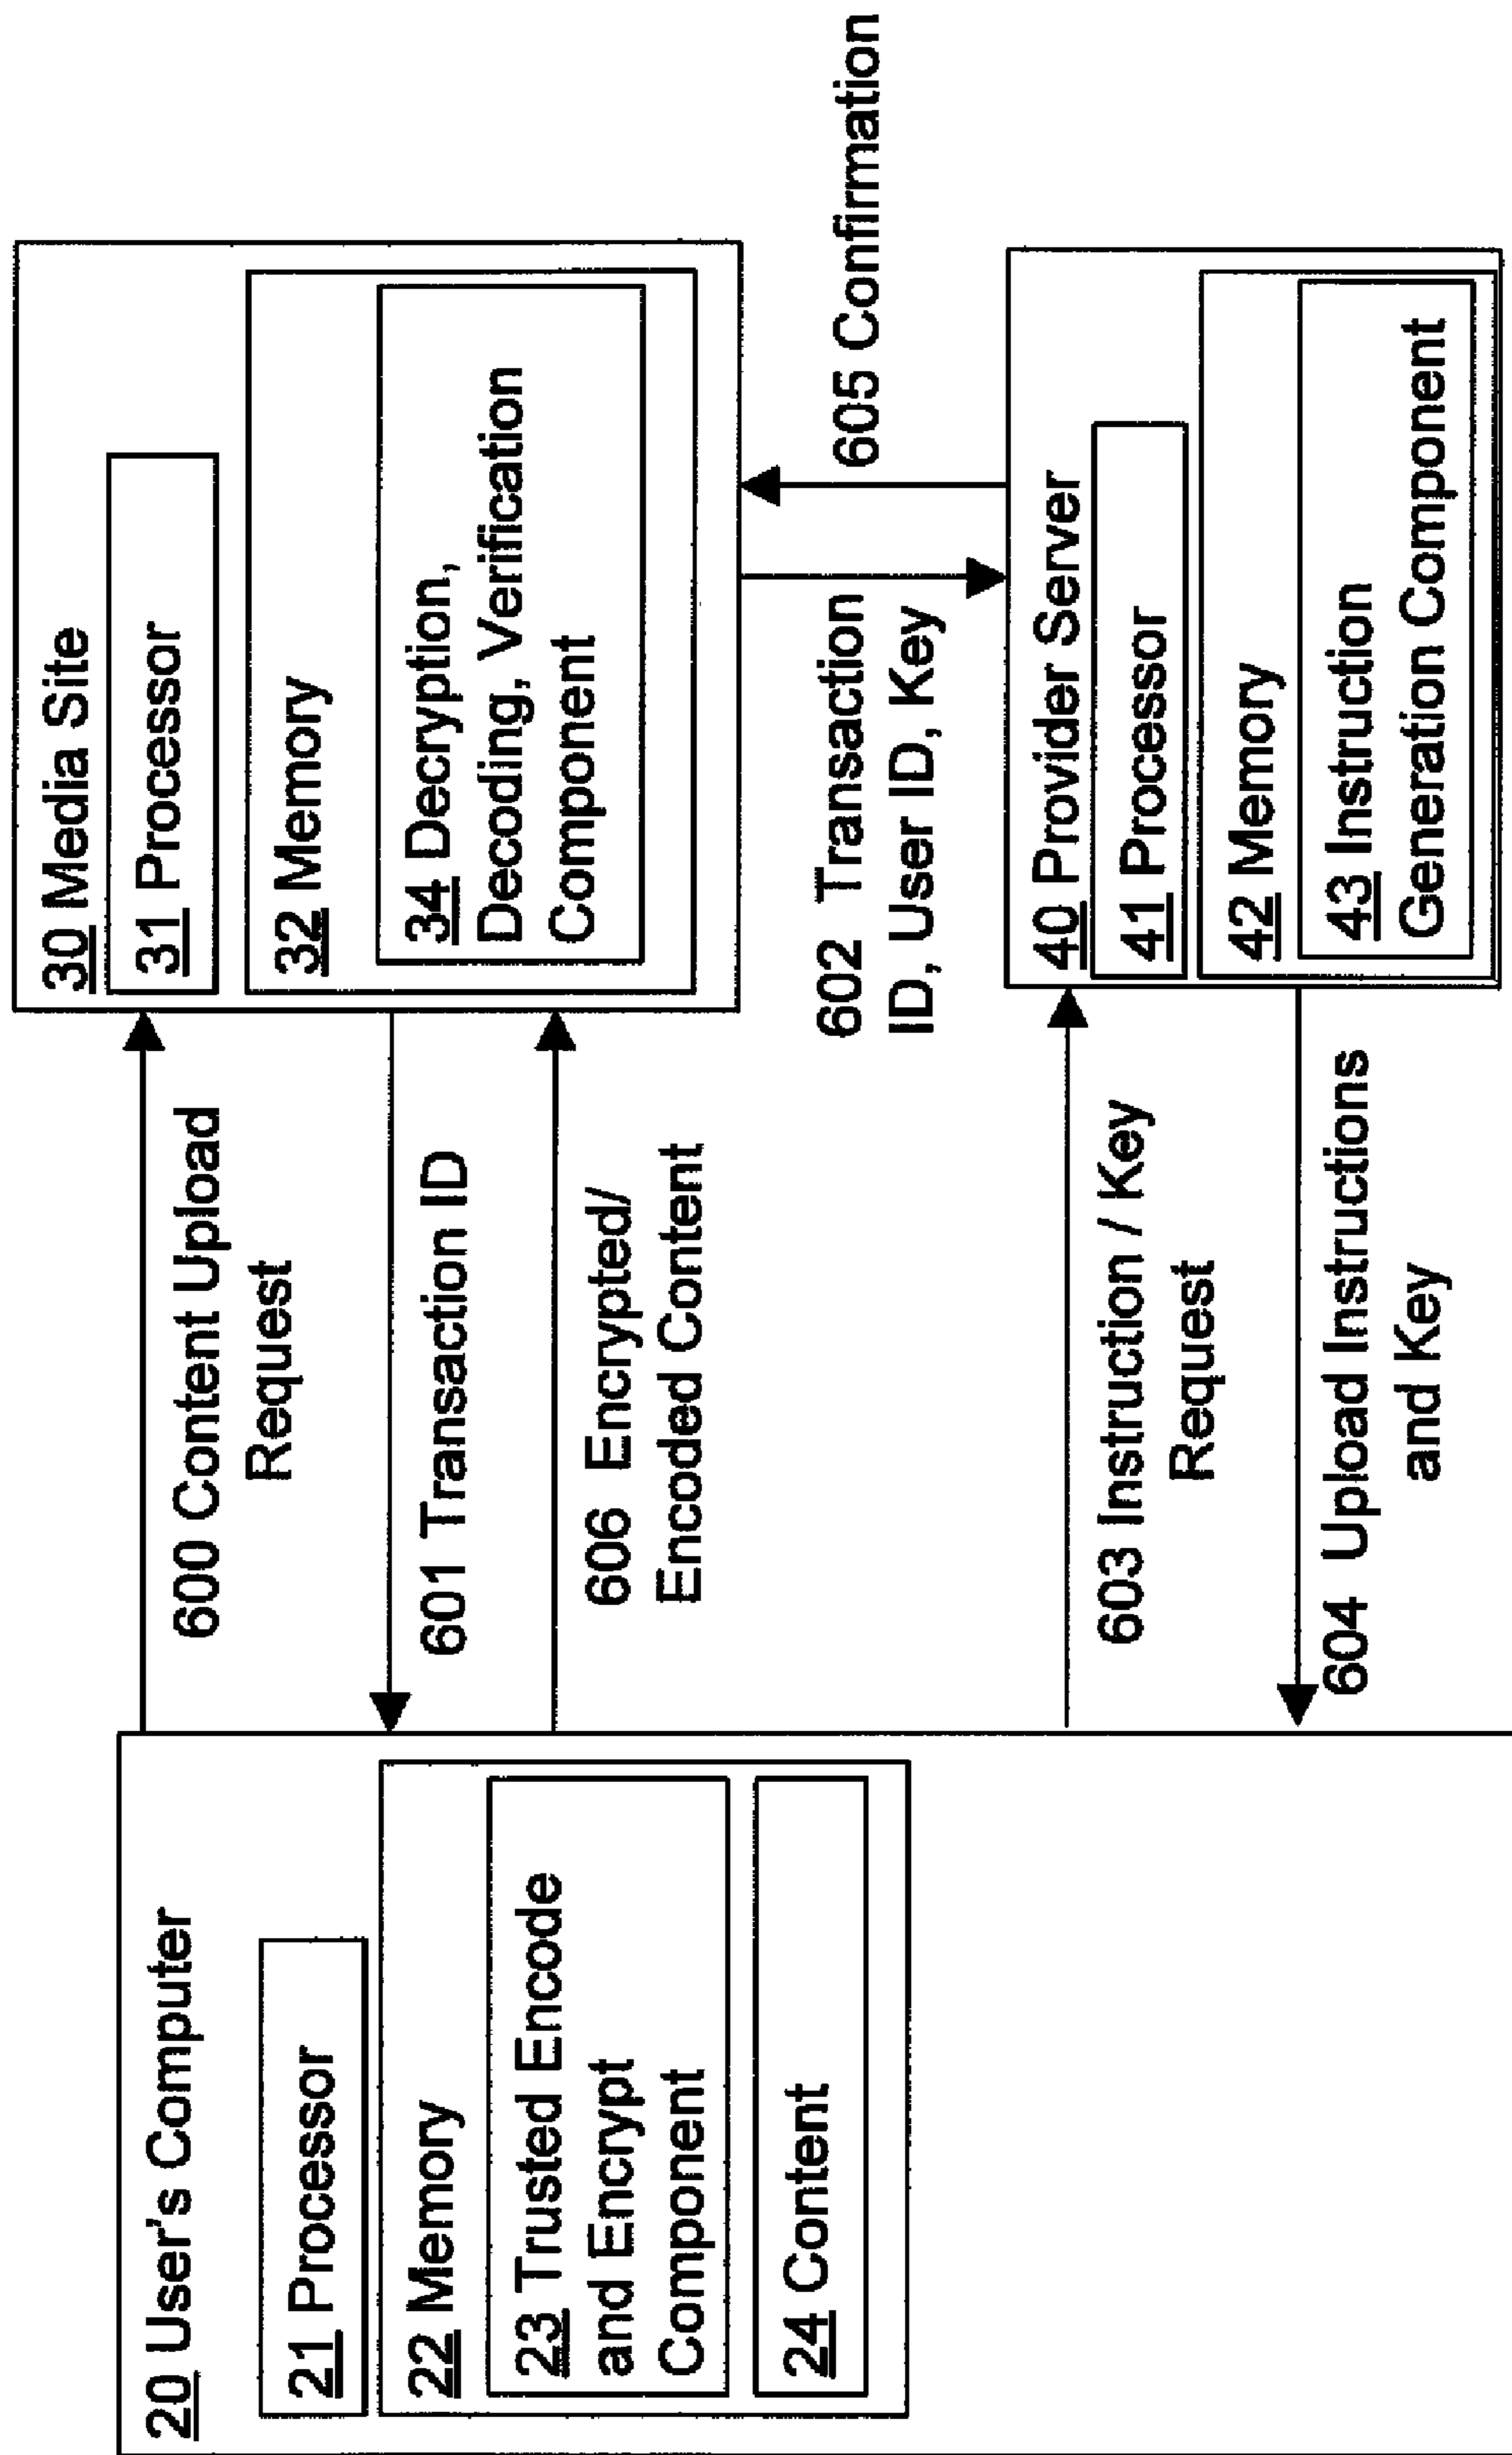 20 User's Computer
21 Processor
22 Memory
23 Trusted Encode
and Encrypt
Component
24 Content
600 Content Upload
Request
601 Transaction ID
606 Encrypted/
Encoded Content
603 Instruction / Key
Request
604 Upload Instructions
and Key
30 Media Site
31 Processor
32 Memory
34 Decryption,
Decoding, Verification
Component
602 Transaction
ID, User ID, Key
605 Confirmation
40 Provider Server
41 Processor
42 Memory
43 Instruction
Generation Component